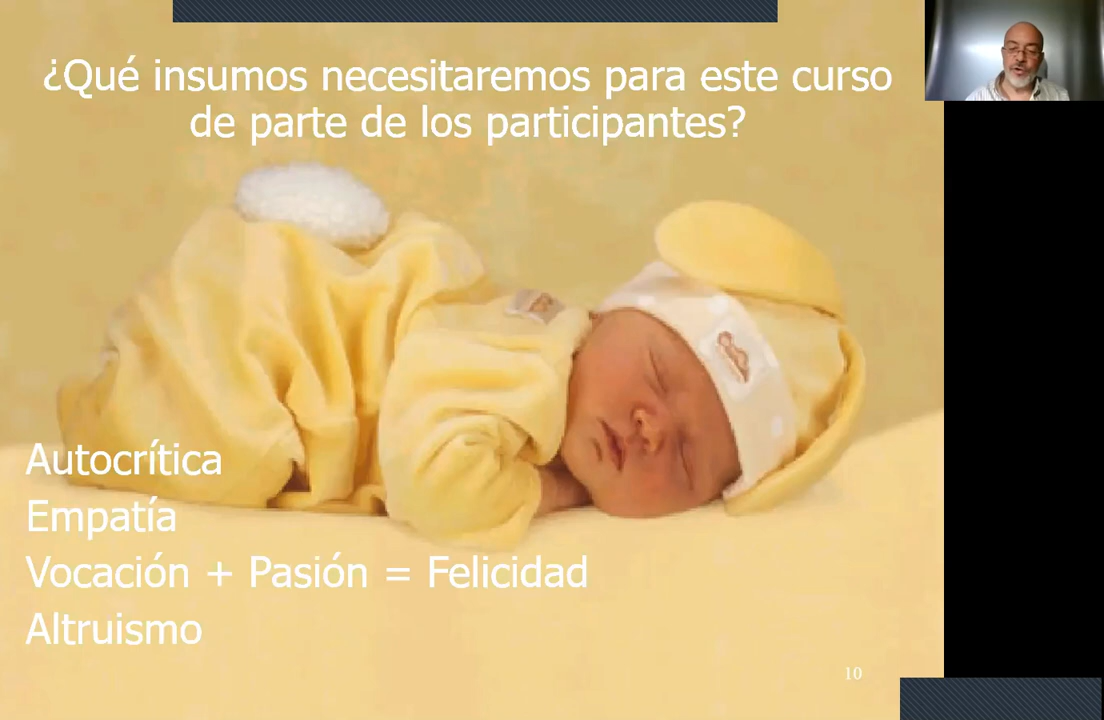 ¿Qué insumos necesitaremos para este curso
de parte de los participantes?
Autocrítica
Empatía
Vocación + Pasión = Felicidad
Altruismo
10